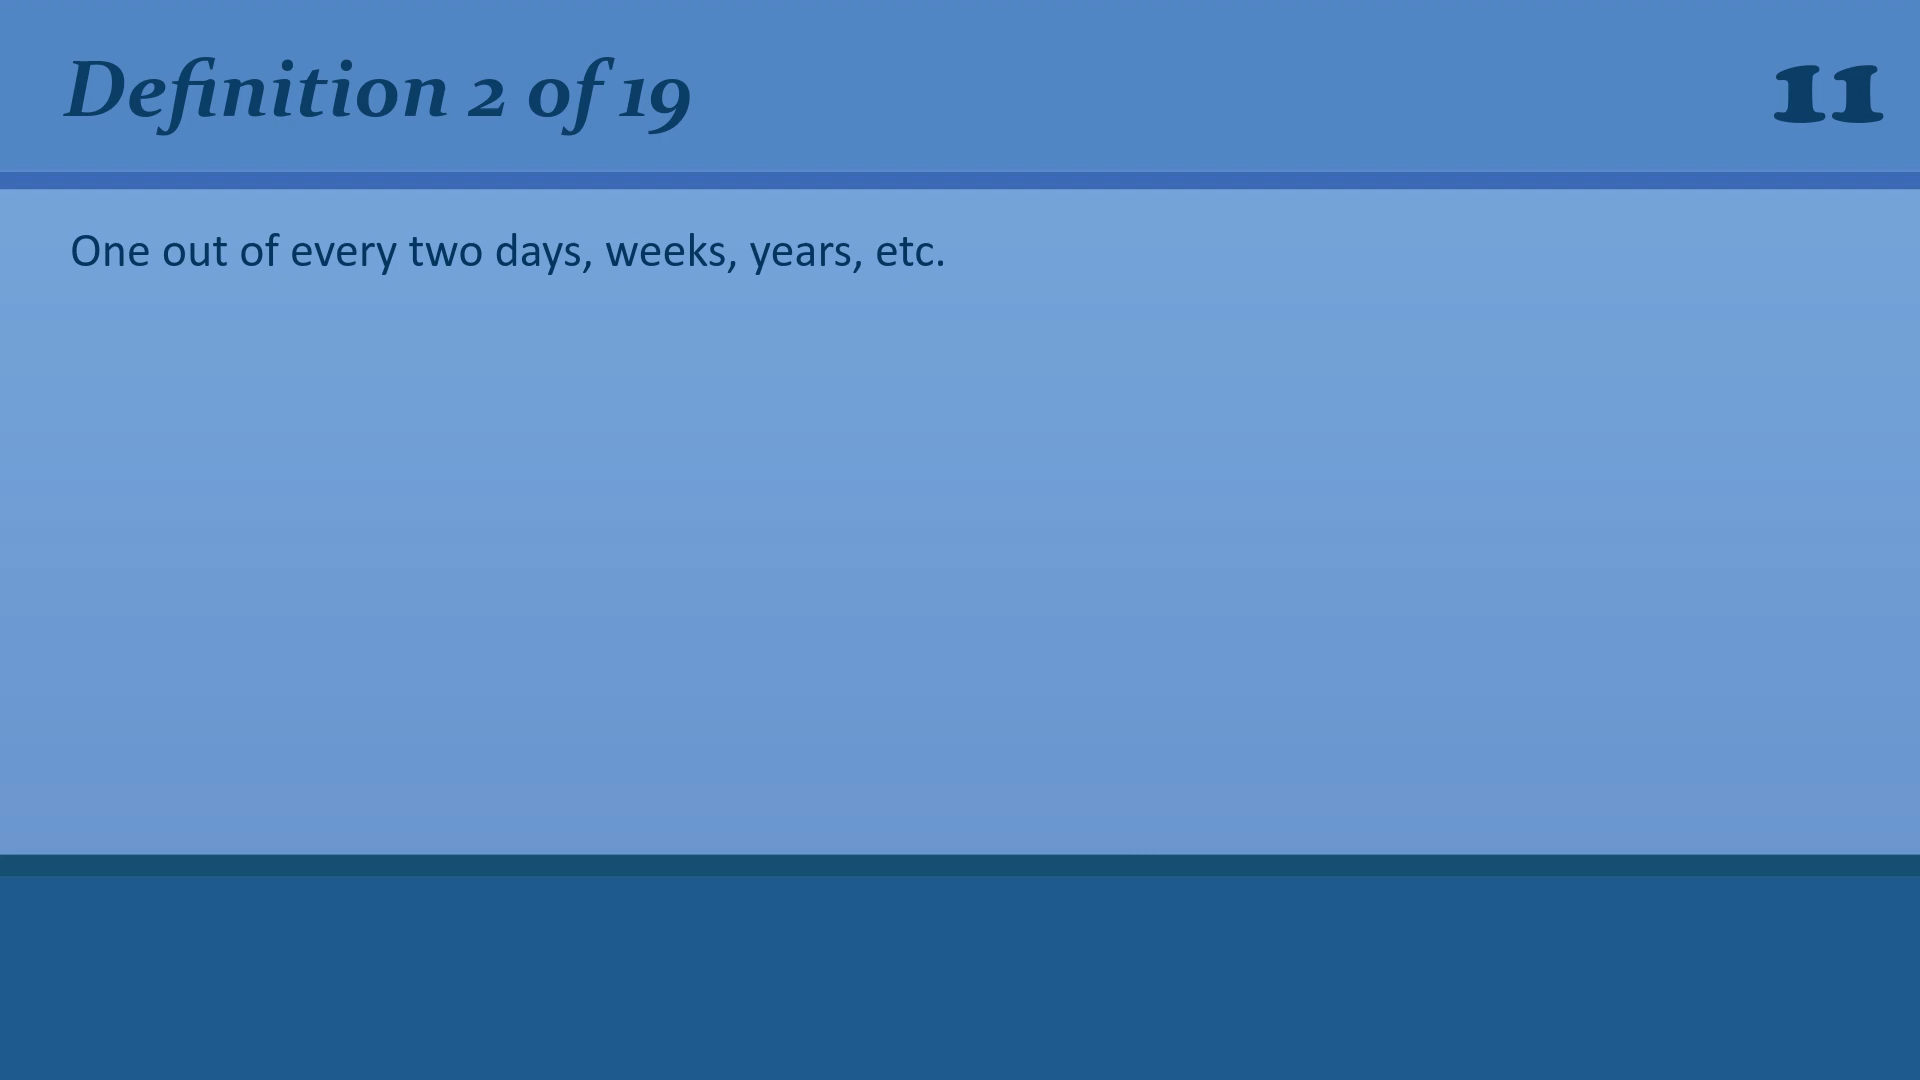 Definition 2 of 19
11
One out of every two days, weeks, years, etc.